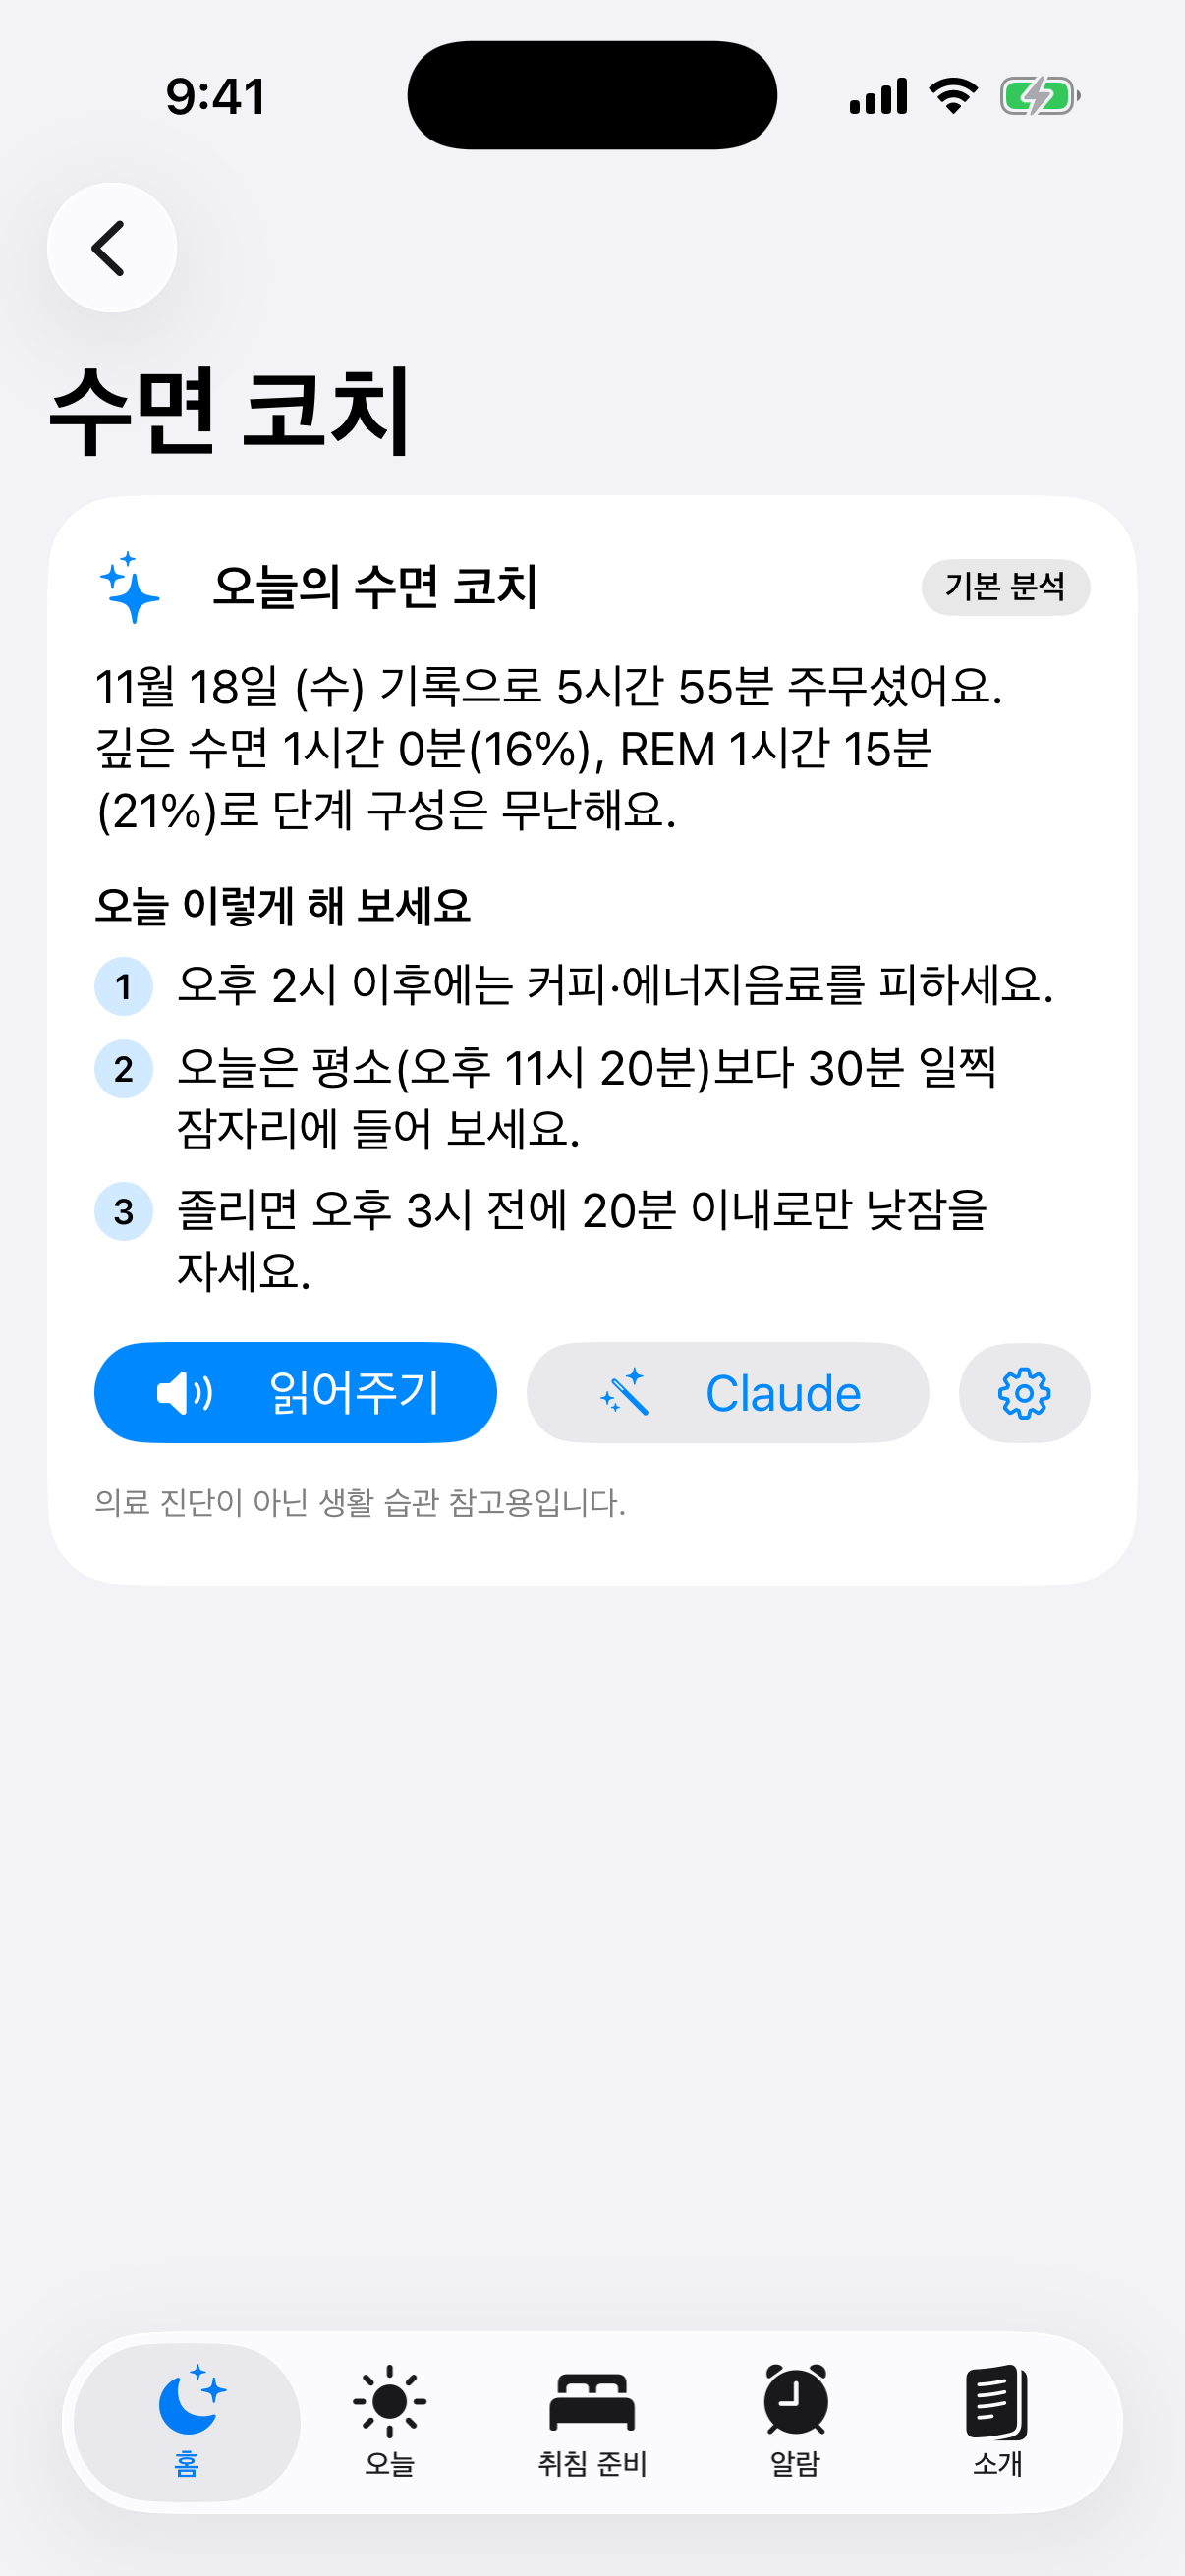 9:41
수면 코치
오늘의 수면 코치
기본 분석
11월 18일 (수) 기록으로 5시간 55분 주무셨어요.
깊은 수면 1시간 0분(16%), REM 1시간 15분
(21%)로 단계 구성은 무난해요.
오늘 이렇게 해 보세요
1 오후 2시 이후에는 커피·에너지음료를 피하세요.
2 오늘은 평소(오후 11시 20분)보다 30분 일찍
잠자리에 들어 보세요.
3 졸리면 오후 3시 전에 20분 이내로만 낮잠을
자세요.
읽어주기
Claude
의료 진단이 아닌 생활 습관 참고용입니다.
홈
오늘
취침 준비
알람
소개